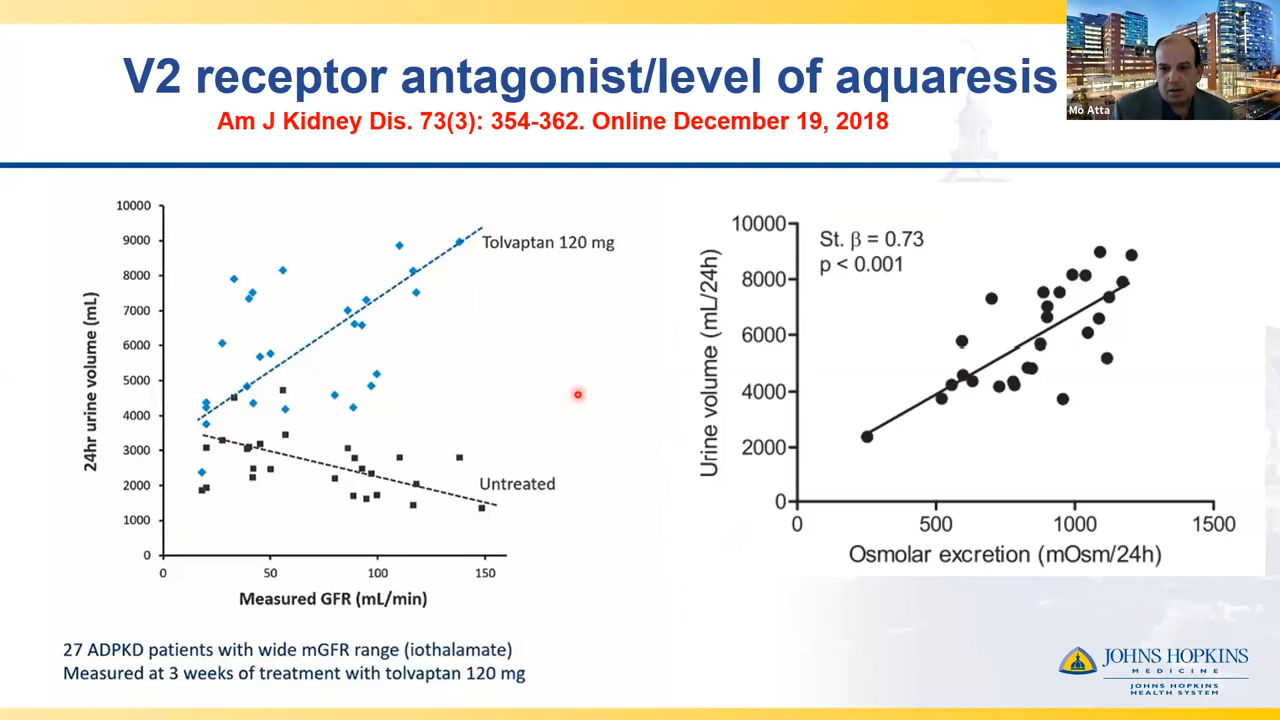 V2 receptor antagonist/level of aquaresis
Am J Kidney Dis. 73(3): 354-362. Online December 19, 2018
Mo Atta
24hr urine volume (mL)
10000
9000
8000
7000
6000
5000
4000
3000
2000
1000
0
Tolvaptan 120 mg
Untreated
0 50 100 150
Measured GFR (mL/min)
Urine volume (mL/24h)
10000
8000
6000
4000
2000
0
St. β = 0.73
p < 0.001
0 500 1000 1500
Osmolar excretion (mOsm/24h)
27 ADPKD patients with wide mGFR range (iothalamate)
Measured at 3 weeks of treatment with tolvaptan 120 mg
JOHNS HOPKINS
MEDICINE
JOHNS HOPKINS
HEALTH SYSTEM